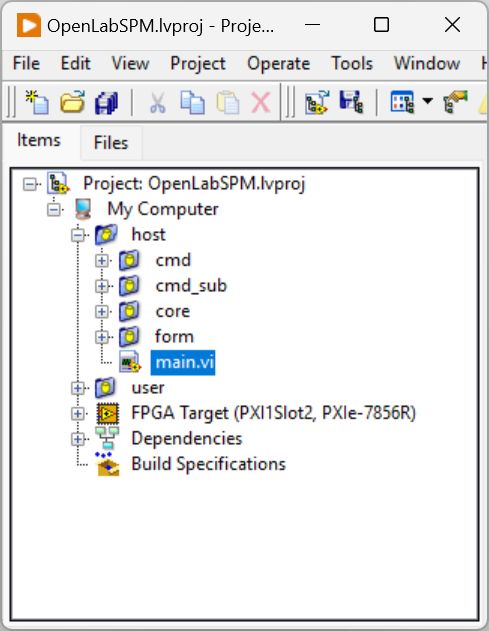 OpenLabSPM.lvproj - Proje...
File Edit View Project Operate Tools Window
Items Files
Project: OpenLabSPM.lvproj
My Computer
host
cmd
cmd_sub
core
form
main.vi
user
FPGA Target (PXI1Slot2, PXIe-7856R)
Dependencies
Build Specifications